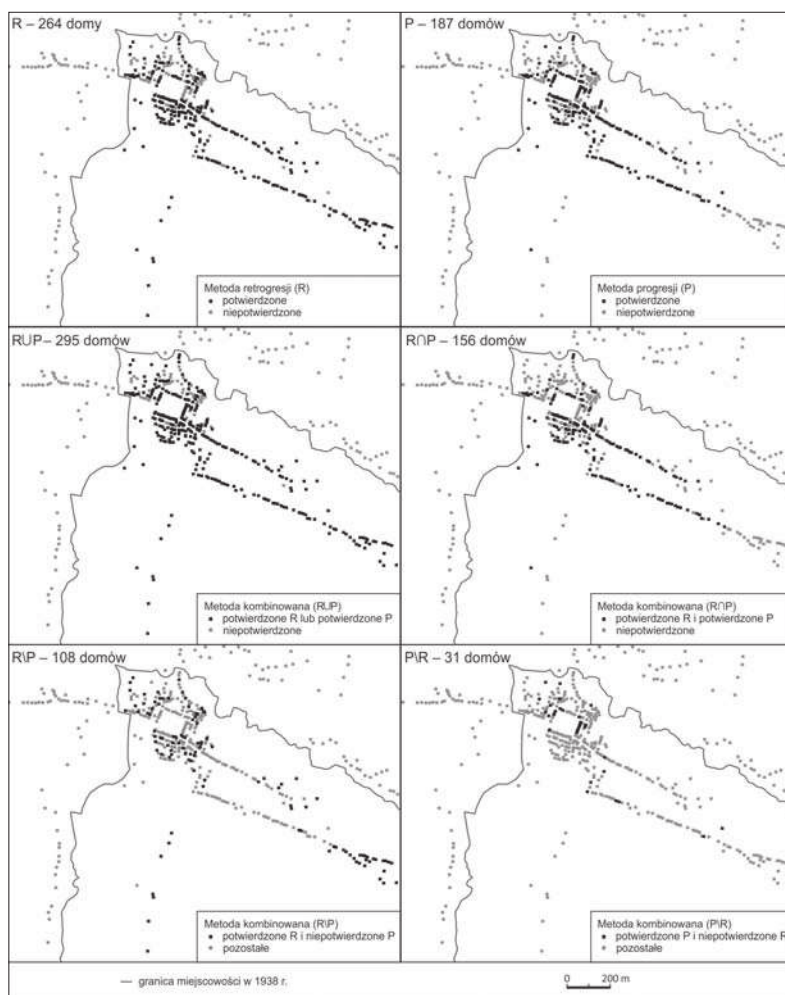 R – 264 domy
Metoda retrogresji (R)
potwierdzone
niepotwierdzone
P – 187 domów
Metoda progresji (P)
potwierdzone
niepotwierdzone
R∪P – 295 domów
Metoda kombinowana (R∪P)
potwierdzone R lub potwierdzone P
niepotwierdzone
R∩P – 156 domów
Metoda kombinowana (R∩P)
potwierdzone R i potwierdzone P
niepotwierdzone
R\P – 108 domów
Metoda kombinowana (R\P)
potwierdzone R i niepotwierdzone P
pozostałe
P\R – 31 domów
Metoda kombinowana (P\R)
potwierdzone P i niepotwierdzone R
pozostałe
granica miejscowości w 1938 r.
0 200 m